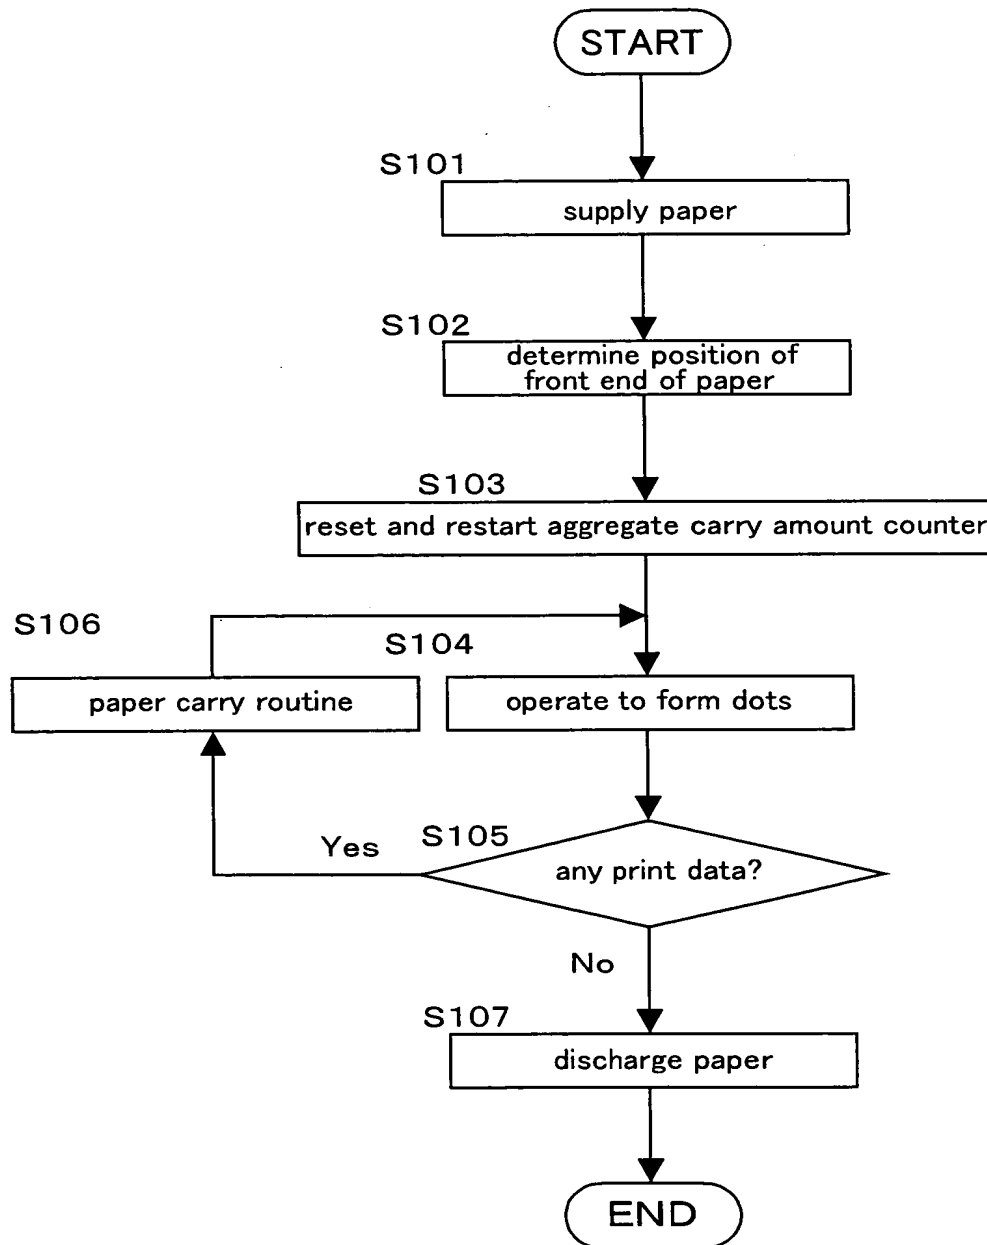 START
S101
supply paper
S102
determine position of
front end of paper
S103
reset and restart aggregate carry amount counter
S106
S104
paper carry routine
operate to form dots
S105
Yes
any print data?
No
S107
discharge paper
END